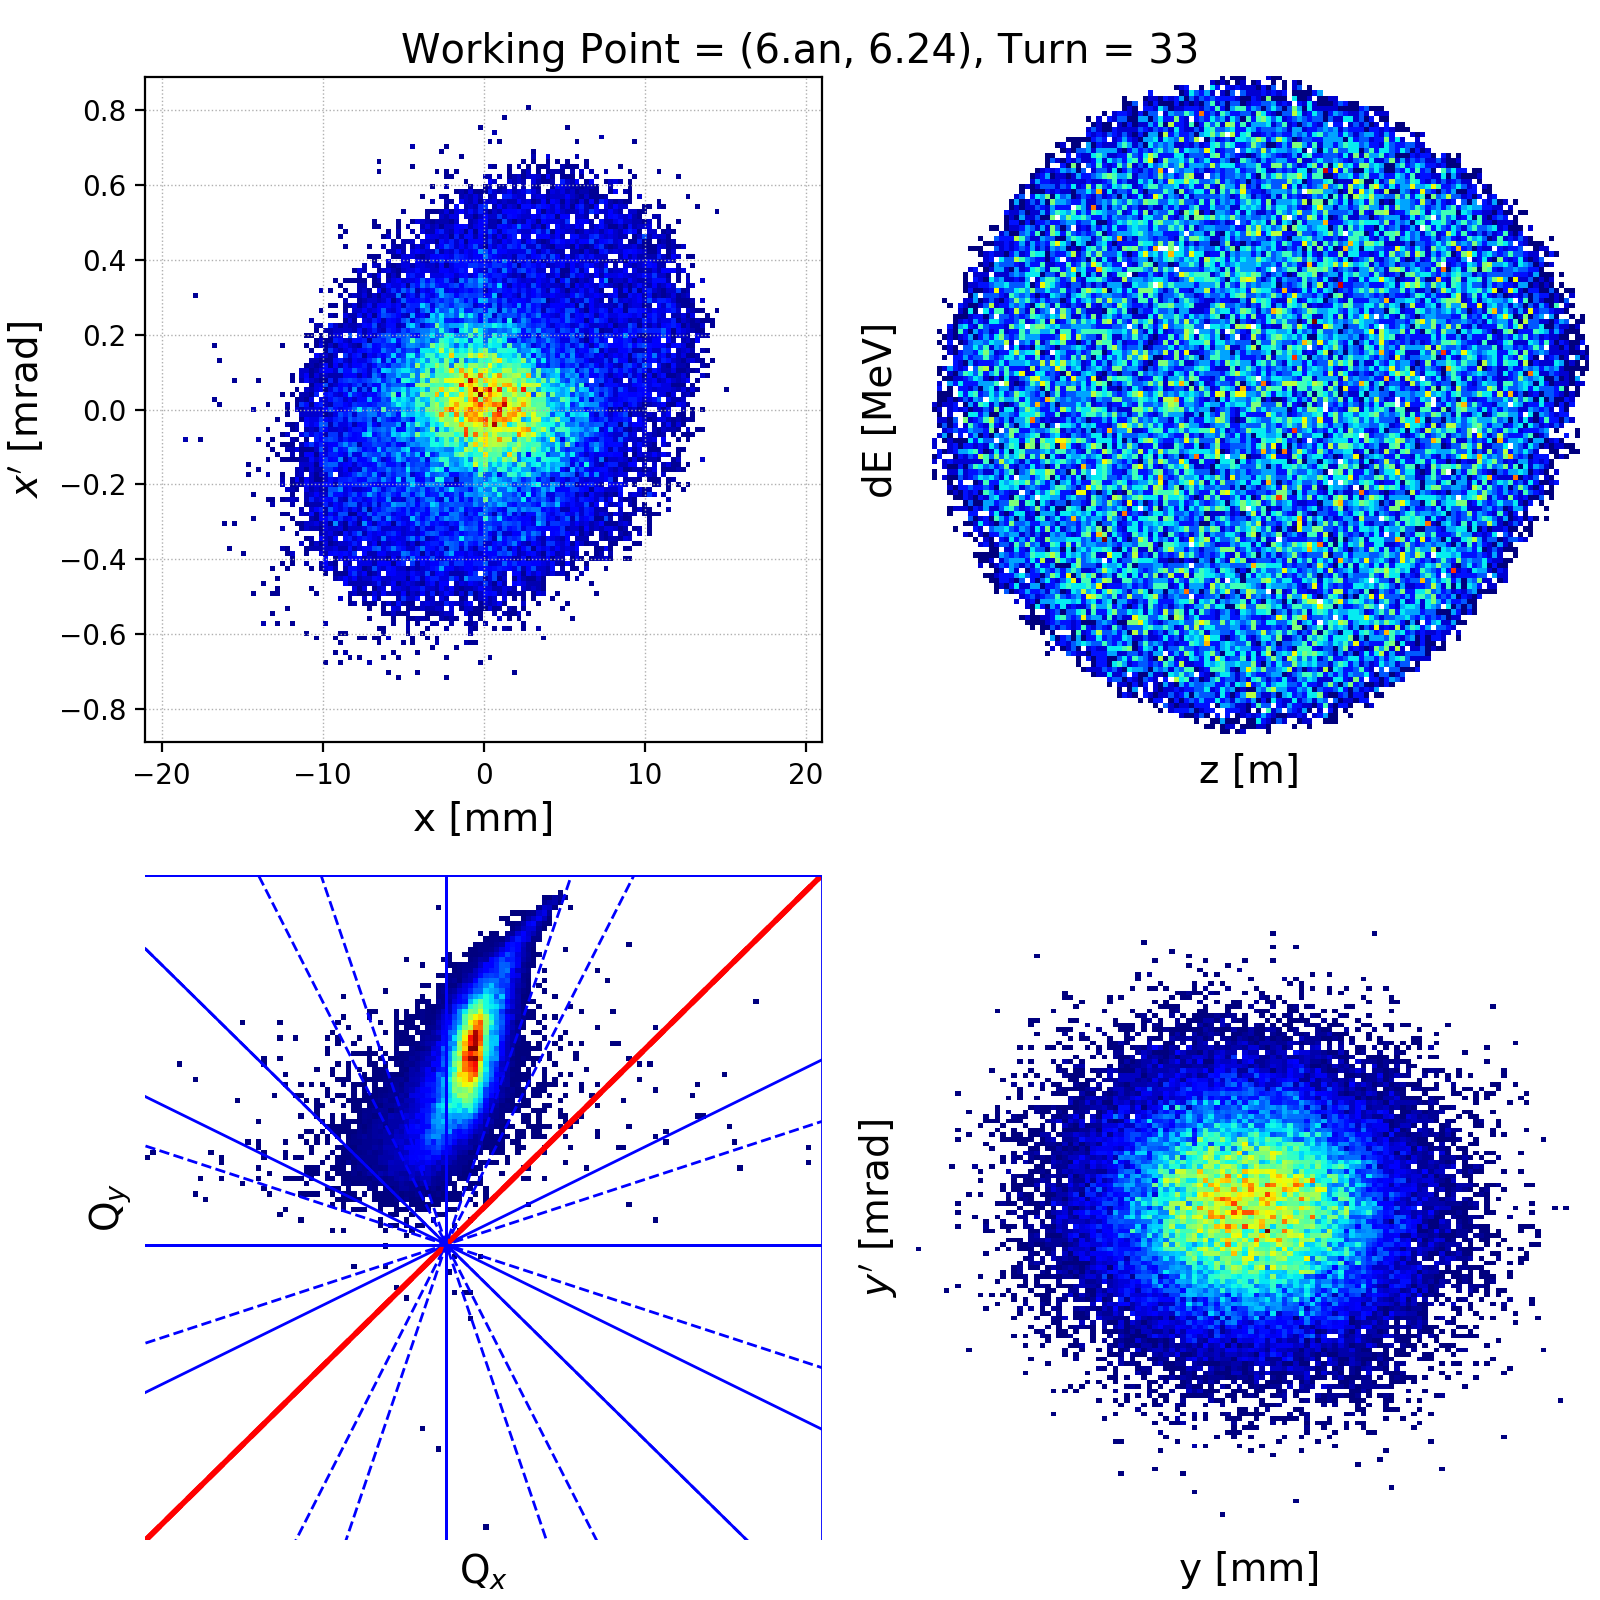 Working Point = (6.an, 6.24), Turn = 33
0.8
0.6
0.4
0.2
0.0
−0.2
−0.4
−0.6
−0.8
x′ [mrad]
−20 −10 0 10 20
x [mm]
dE [MeV]
z [m]
Qy
Qx
y′ [mrad]
y [mm]